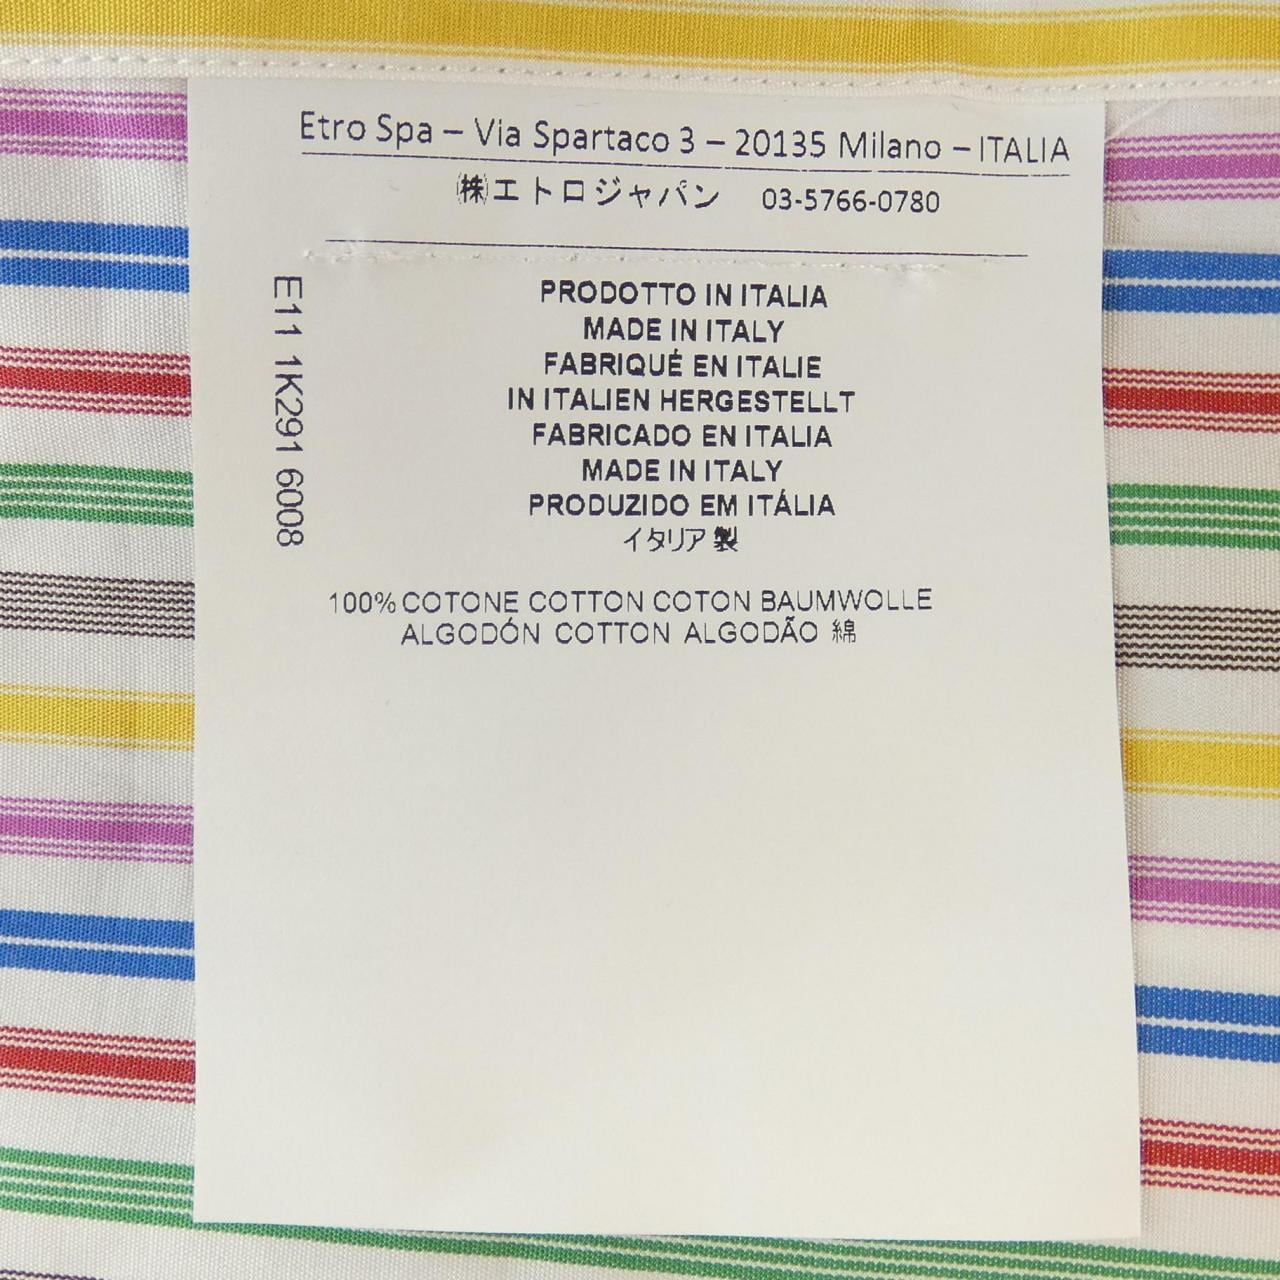 Etro Spa – Via Spartaco 3 – 20135 Milano – ITALIA
㈱エトロジャパン 03-5766-0780
E11 1K291 6008
PRODOTTO IN ITALIA
MADE IN ITALY
FABRIQUÉ EN ITALIE
IN ITALIEN HERGESTELLT
FABRICADO EN ITALIA
MADE IN ITALY
PRODUZIDO EM ITÁLIA
イタリア製
100% COTONE COTTON COTON BAUMWOLLE
ALGODÓN COTTON ALGODÃO 綿